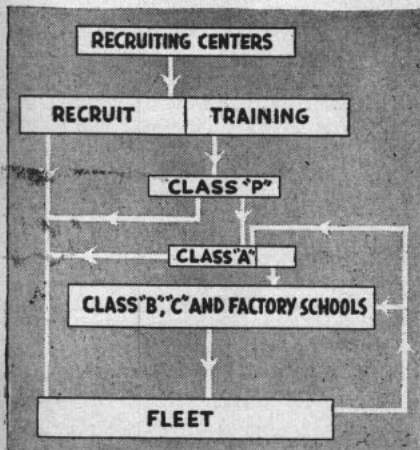 RECRUITING CENTERS
RECRUIT TRAINING
CLASS "P"
CLASS "A"
CLASS "B", "C" AND FACTORY SCHOOLS
FLEET